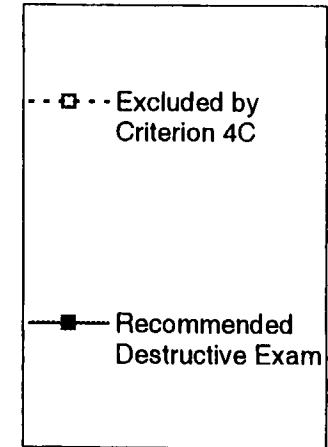 Excluded by
Criterion 4C
Recommended
Destructive Exam